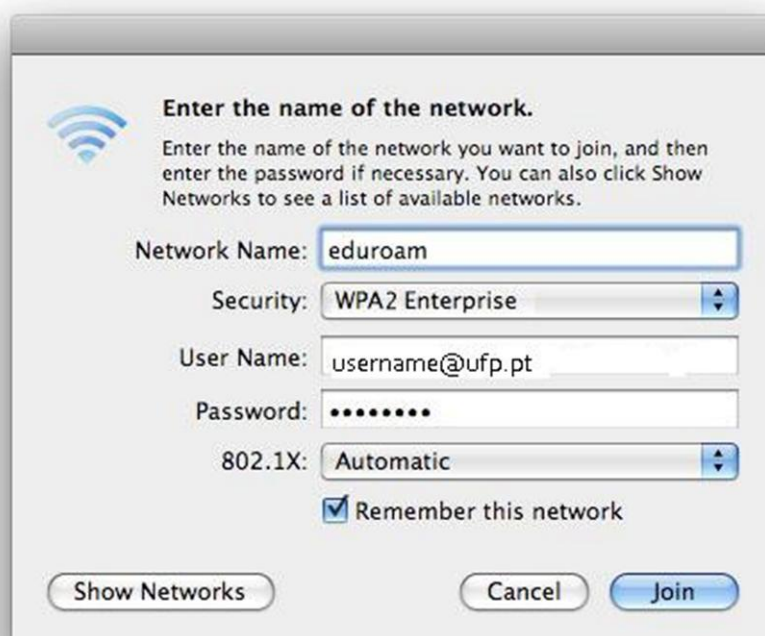 Enter the name of the network.
Enter the name of the network you want to join, and then
enter the password if necessary. You can also click Show
Networks to see a list of available networks.
Network Name: eduroam
Security: WPA2 Enterprise
User Name: username@ufp.pt
Password: ••••••••
802.1X: Automatic
Remember this network
Show Networks Cancel Join